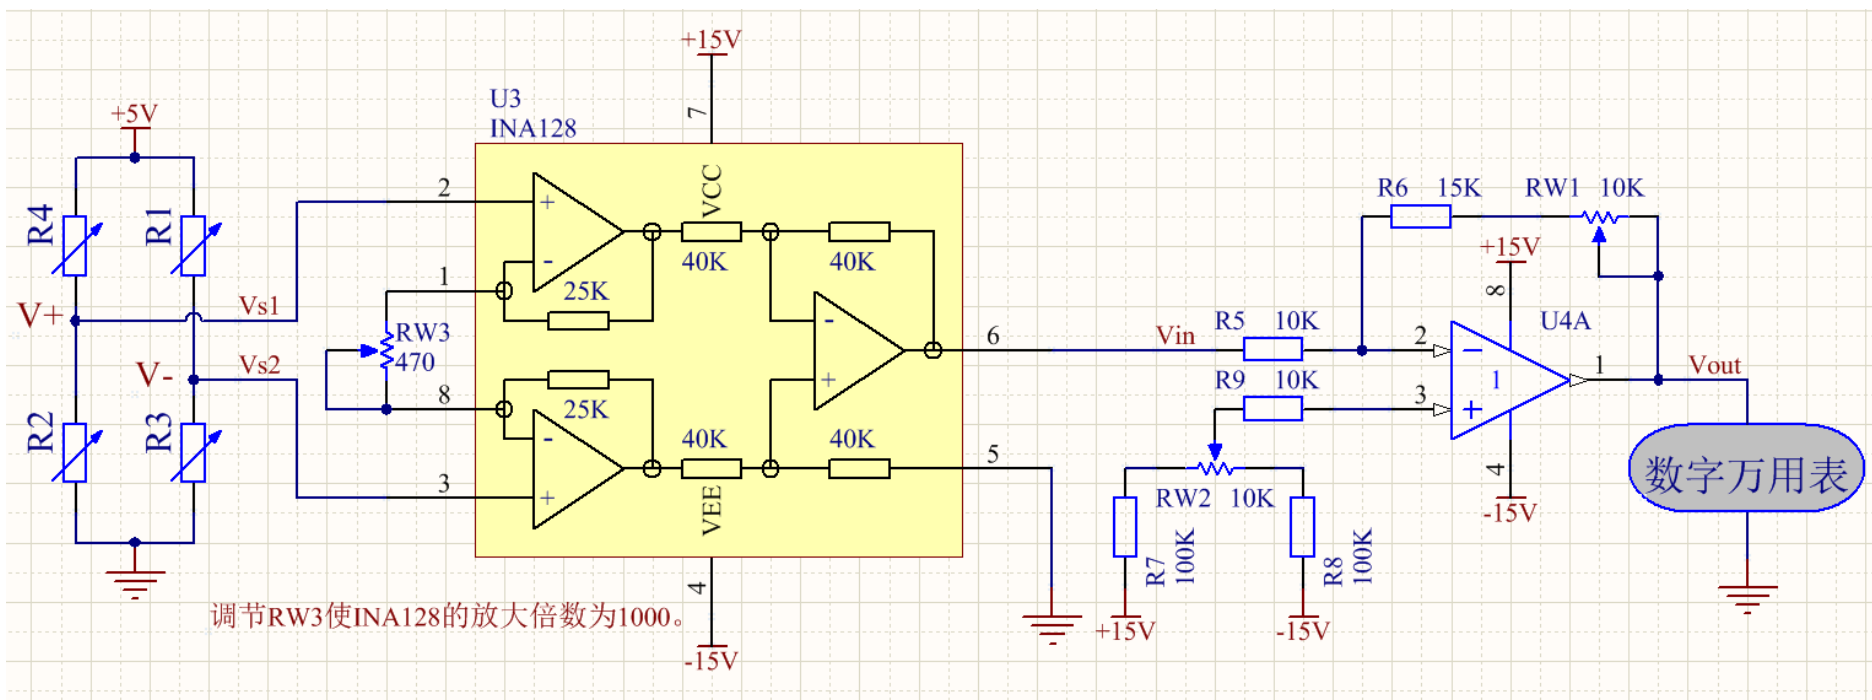 +15V
7
U3
INA128
+5V
R4
R1
2
VCC
40K
40K
+
-
1
25K
V+
Vs1
RW3
470
V-
Vs2
8
25K
-
+
40K
40K
3
VEE
-
+
6
5
4
-15V
调节RW3使INA128的放大倍数为1000。
R2
R3
Vin
R5 10K
R9 10K
R6 15K
RW1 10K
+15V
8
U4A
2
3
-
+
1
1
Vout
4
-15V
RW2 10K
R7
100K
R8
100K
+15V
-15V
数字万用表